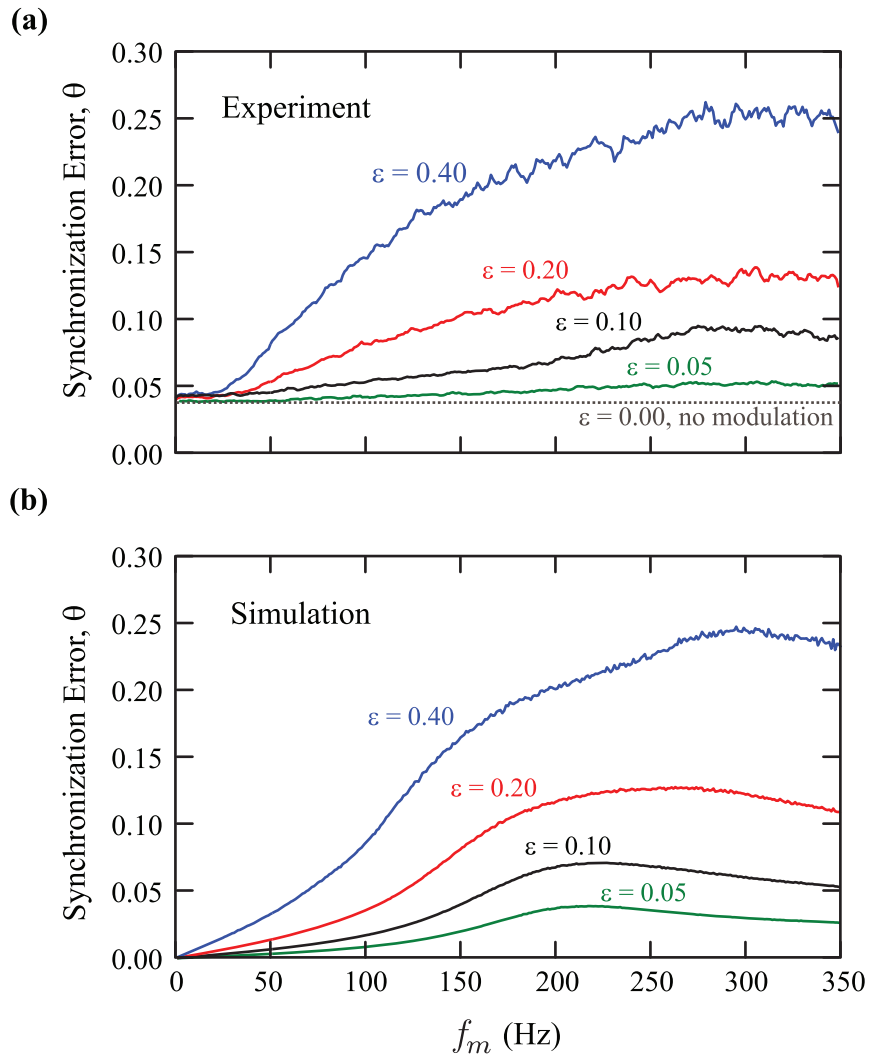 (a)
0.30
0.25
0.20
0.15
0.10
0.05
0.00
Synchronization Error, θ
Experiment
ε = 0.40
ε = 0.20
ε = 0.10
ε = 0.05
ε = 0.00, no modulation
(b)
0.30
0.25
0.20
0.15
0.10
0.05
0.00
Synchronization Error, θ
Simulation
ε = 0.40
ε = 0.20
ε = 0.10
ε = 0.05
0 50 100 150 200 250 300 350
fm (Hz)